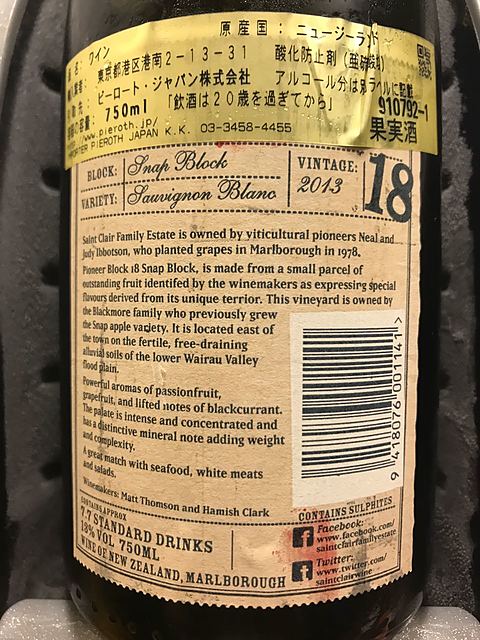 原産国：ニュージーランド
品名：ワイン
東京都港区港南2－13－31 酸化防止剤（亜硫酸塩）
ピーロート・ジャパン株式会社 アルコール分は別ラベルに記載
容量：750ml 「飲酒は20歳を過ぎてから」 910792-1
http://www.pieroth.jp/
PIEROTH JAPAN K.K. 03-3458-4455 果実酒
BLOCK: Snap Block
VARIETY: Sauvignon Blanc
VINTAGE:
2013
18
Saint Clair Family Estate is owned by viticultural pioneers Neal and
Judy Ibbotson, who planted grapes in Marlborough in 1978.
Pioneer Block 18 Snap Block, is made from a small parcel of
outstanding fruit identifed by the winemakers as expressing special
flavours derived from its unique terrior. This vineyard is owned by
the Blackmore family who previously grew
the Snap apple variety. It is located east of
the town on the fertile, free-draining
alluvial soils of the lower Wairau Valley
flood plain.
Powerful aromas of passionfruit,
grapefruit, and lifted notes of blackcurrant.
The palate is intense and concentrated and
has a distinctive mineral note adding weight
and complexity.
A great match with seafood, white meats
and salads.
Winemakers: Matt Thomson and Hamish Clark
9 418076 001141 >
CONTAINS APPROX
7.7 STANDARD DRINKS
13% VOL 750ML
WINE OF NEW ZEALAND, MARLBOROUGH
CONTAINS SULPHITES
Facebook:
www.facebook.com/
saintclairfamilyestate
Twitter:
www.twitter.com/
saintclairwine